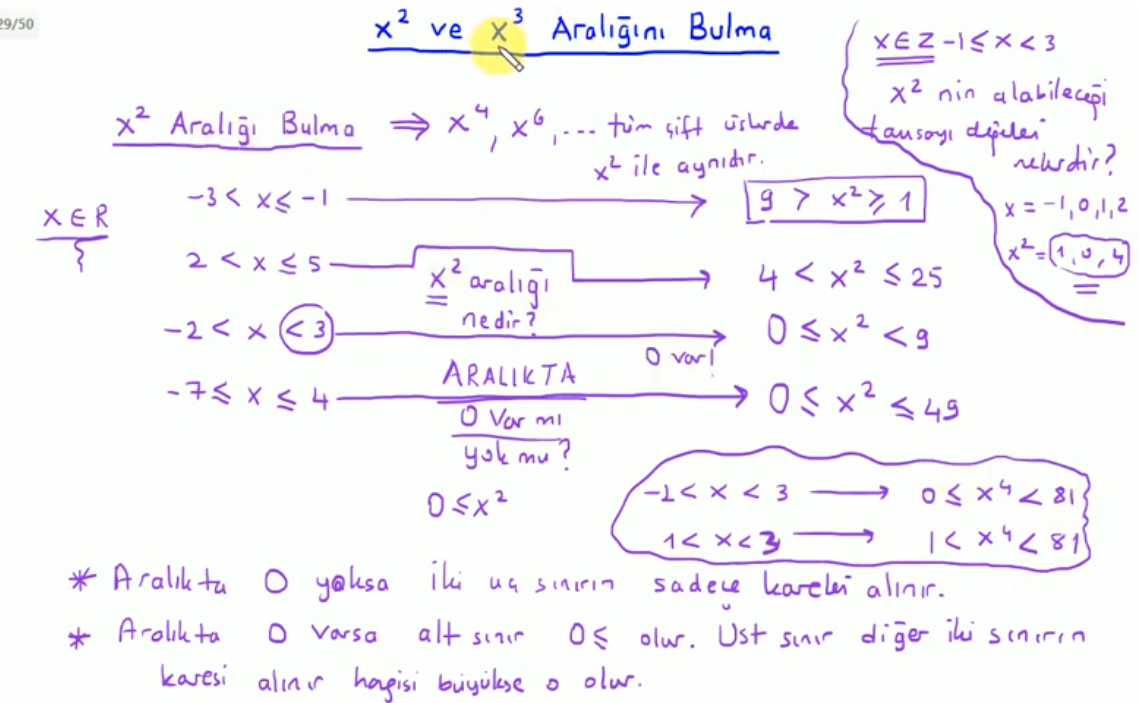 29/50
x² ve x³ Aralığını Bulma
x² Aralığı Bulma ⇒ x⁴, x⁶, ... tüm çift üslerde
x² ile aynıdır.
x ∈ R
-3 < x ≤ -1 → 9 > x² ≥ 1
2 < x ≤ 5 → 4 < x² ≤ 25
x² aralığı
nedir?
-2 < x < 3 → 0 ≤ x² < 9
0 var!
-7 ≤ x ≤ 4 → 0 ≤ x² ≤ 49
ARALIKTA
0 var mı
yok mu?
0 ≤ x²
x ∈ Z -1 ≤ x < 3
x² nin alabileceği
tamsayı değerleri
nelerdir?
x = -1, 0, 1, 2
x² = 1, 0, 4
< x < 3 → 0 ≤ x⁴ < 81
1 < x < 3 → 1 < x⁴ < 81
* Aralıkta 0 yoksa iki uç sınırın sadece kareleri alınır.
* Aralıkta 0 varsa alt sınır 0≤ olur. Üst sınır diğer iki sınırın
karesi alınır hangisi büyükse o olur.